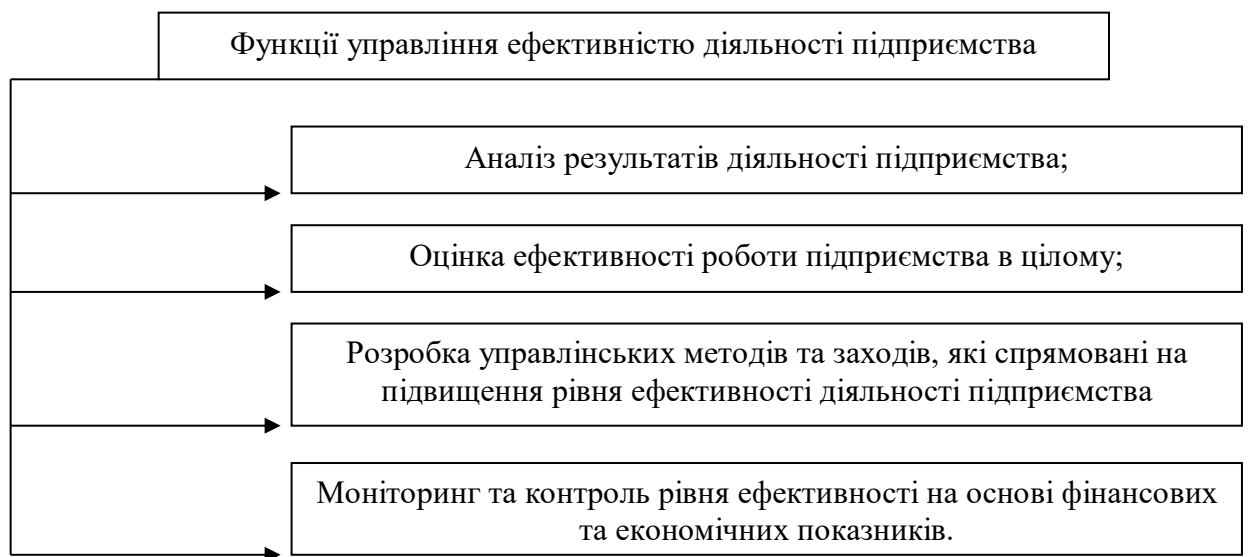 Функції управління ефективністю діяльності підприємства
Аналіз результатів діяльності підприємства;
Оцінка ефективності роботи підприємства в цілому;
Розробка управлінських методів та заходів, які спрямовані на
підвищення рівня ефективності діяльності підприємства
Моніторинг та контроль рівня ефективності на основі фінансових
та економічних показників.